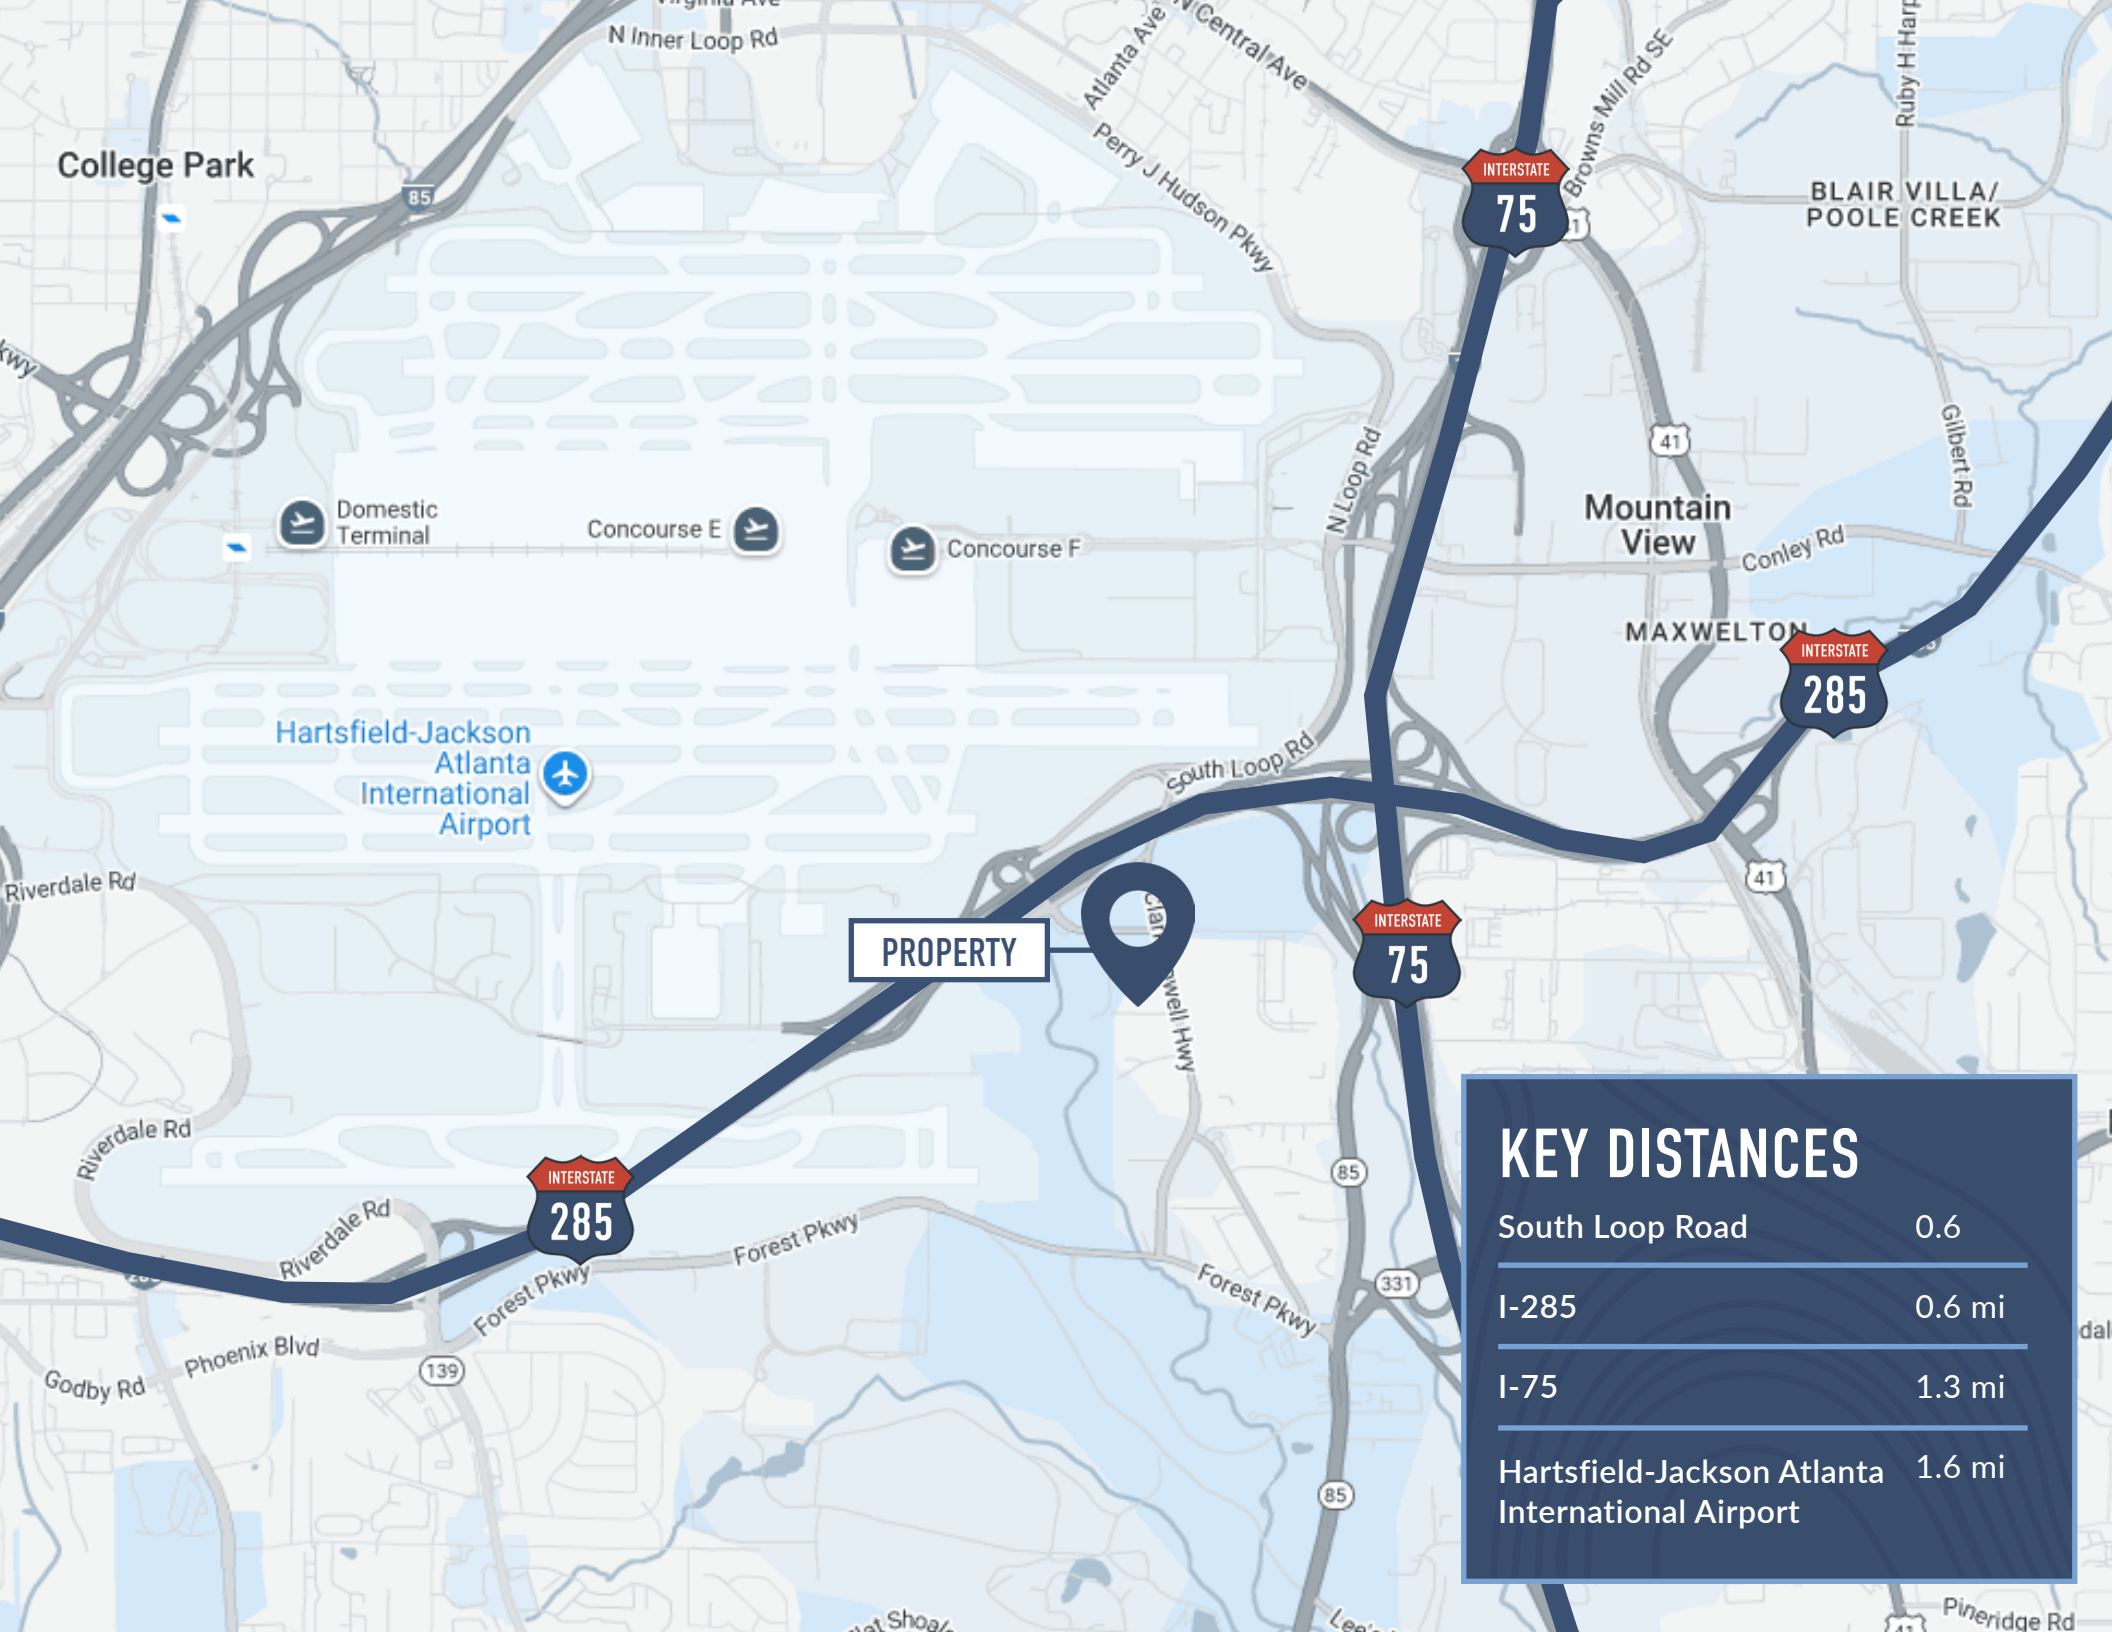 N Inner Loop Rd
N Central Ave
Atlanta Ave
Browns Mill Rd SE
College Park
85
Perry J Hudson Pkwy
INTERSTATE
75
BLAIR VILLA/
POOLE CREEK
kwy
N Loop Rd
41
Gilbert Rd
Domestic
Terminal
Concourse E
Concourse F
Mountain
View
Conley Rd
MAXWELTON
INTERSTATE
285
Hartsfield-Jackson
Atlanta
International
Airport
South Loop Rd
Riverdale Rd
41
PROPERTY
INTERSTATE
75
well Hwy
Riverdale Rd
INTERSTATE
285
85
Riverdale Rd
Forest Pkwy
Forest Pkwy
Forest Pkwy
331
Phoenix Blvd
Godby Rd
139
85
KEY DISTANCES
South Loop Road 0.6
I-285 0.6 mi
I-75 1.3 mi
Hartsfield-Jackson Atlanta 1.6 mi
International Airport
Pineridge Rd
41